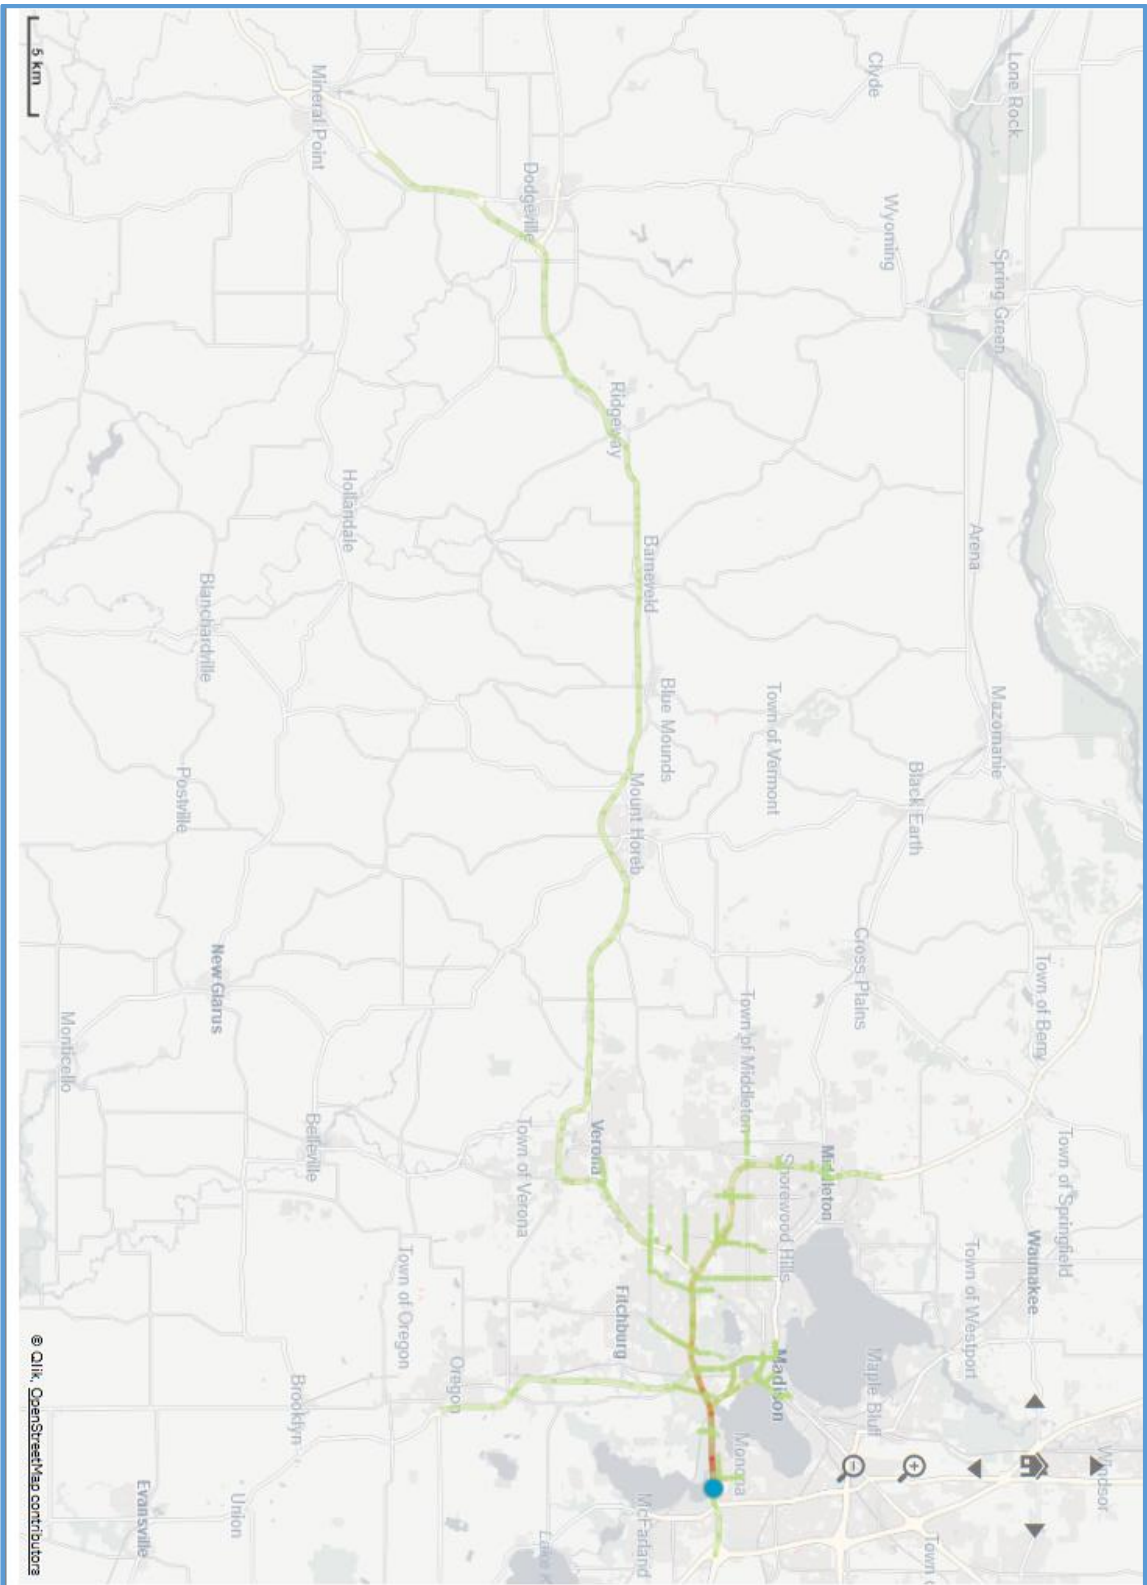 Lone Rock
Clyde
Spring Green
Wyoming
Arena
Mazomanie
Black Earth
Town of Vermont
Cross Plains
Town of Berry
Town of Springfield
Waunakee
Town of Westport
Windsor
Maple Bluff
Middleton
Shorewood Hills
Town of Middleton
Madison
Monona
McFarland
Fitchburg
Verona
Town of Verona
Mount Horeb
Blue Mounds
Barneveld
Ridgeway
Dodgeville
Mineral Point
Hollandale
Blanchardville
Postville
New Glarus
Monticello
Belleville
Town of Oregon
Oregon
Brooklyn
Union
Evansville
5 km
© Qlik, OpenStreetMap contributors